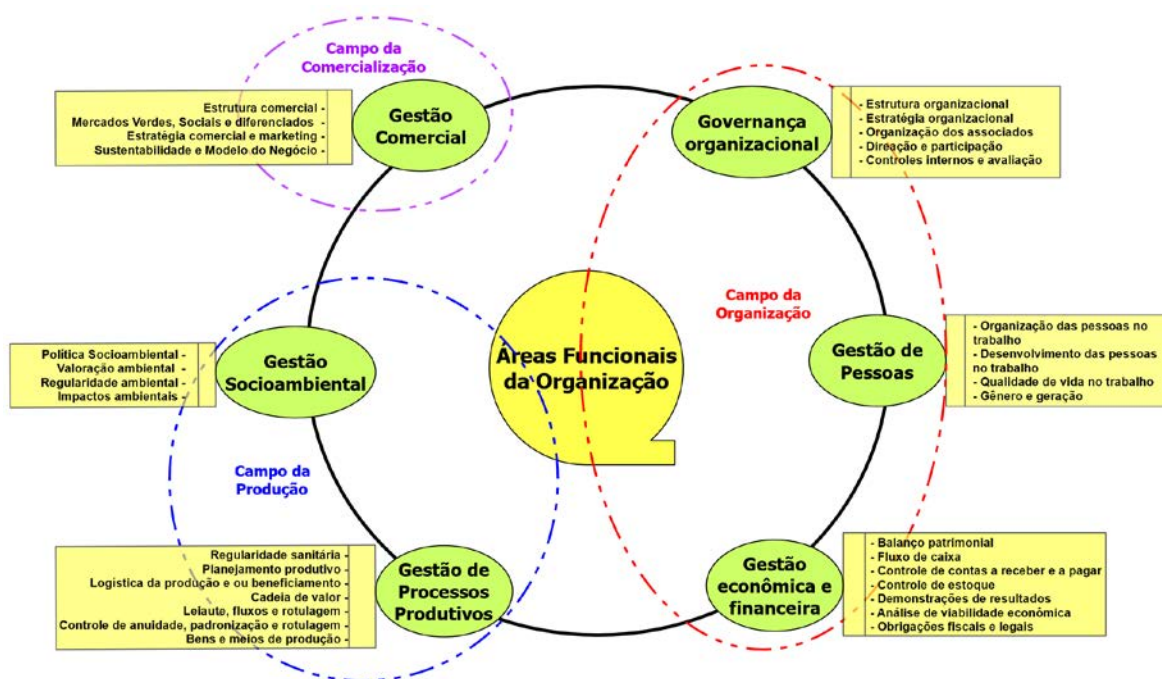 Campo da
Comercialização
Gestão
Comercial
Estrutura comercial -
Mercados Verdes, Sociais e diferenciados -
Estratégia comercial e marketing -
Sustentabilidade e Modelo do Negócio -
Governança
organizacional
- Estrutura organizacional
- Estratégia organizacional
- Organização dos associados
- Direção e participação
- Controles internos e avaliação
Campo da
Organização
Áreas Funcionais
da Organização
Gestão de
Pessoas
- Organização das pessoas no
trabalho
- Desenvolvimento das pessoas
no trabalho
- Qualidade de vida no trabalho
- Gênero e geração
Gestão
Socioambiental
Política Socioambiental -
Valoração ambiental -
Regularidade ambiental -
Impactos ambientais -
Campo da
Produção
Gestão de
Processos
Produtivos
Regularidade sanitária -
Planejamento produtivo -
Logística da produção e ou beneficiamento -
Cadeia de valor -
Leiaute, fluxos e rotulagem -
Controle de anuidade, padronização e rotulagem -
Bens e meios de produção -
Gestão
econômica e
financeira
- Balanço patrimonial
- Fluxo de caixa
- Controle de contas a receber e a pagar
- Controle de estoque
- Demonstrações de resultados
- Análise de viabilidade econômica
- Obrigações fiscais e legais